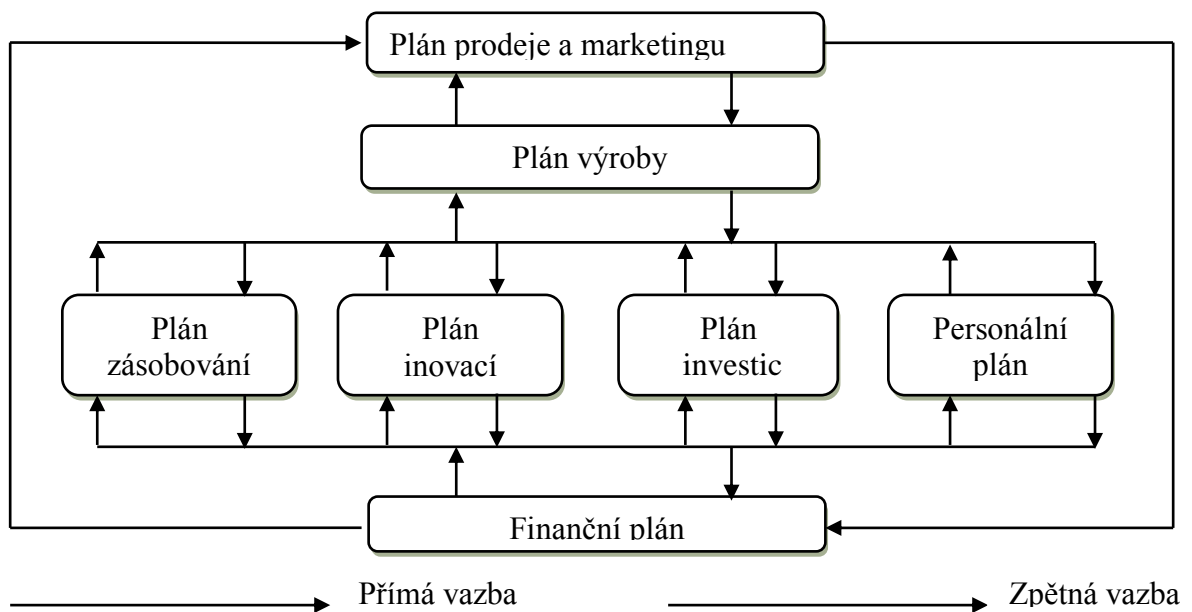 Plán prodeje a marketingu
Plán výroby
Plán
zásobování
Plán
inovací
Plán
investic
Personální
plán
Finanční plán
Přímá vazba
Zpětná vazba